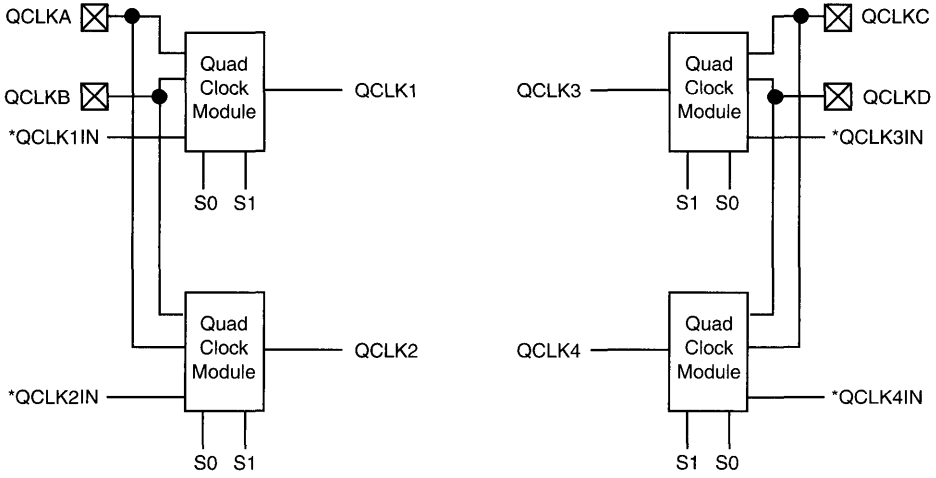 QCLKA
QCLKC
Quad
Clock
Module
Quad
Clock
Module
QCLKB
QCLK1
QCLK3
QCLKD
*QCLK1IN
*QCLK3IN
S0 S1
S1 S0
Quad
Clock
Module
Quad
Clock
Module
QCLK2
QCLK4
*QCLK2IN
*QCLK4IN
S0 S1
S1 S0